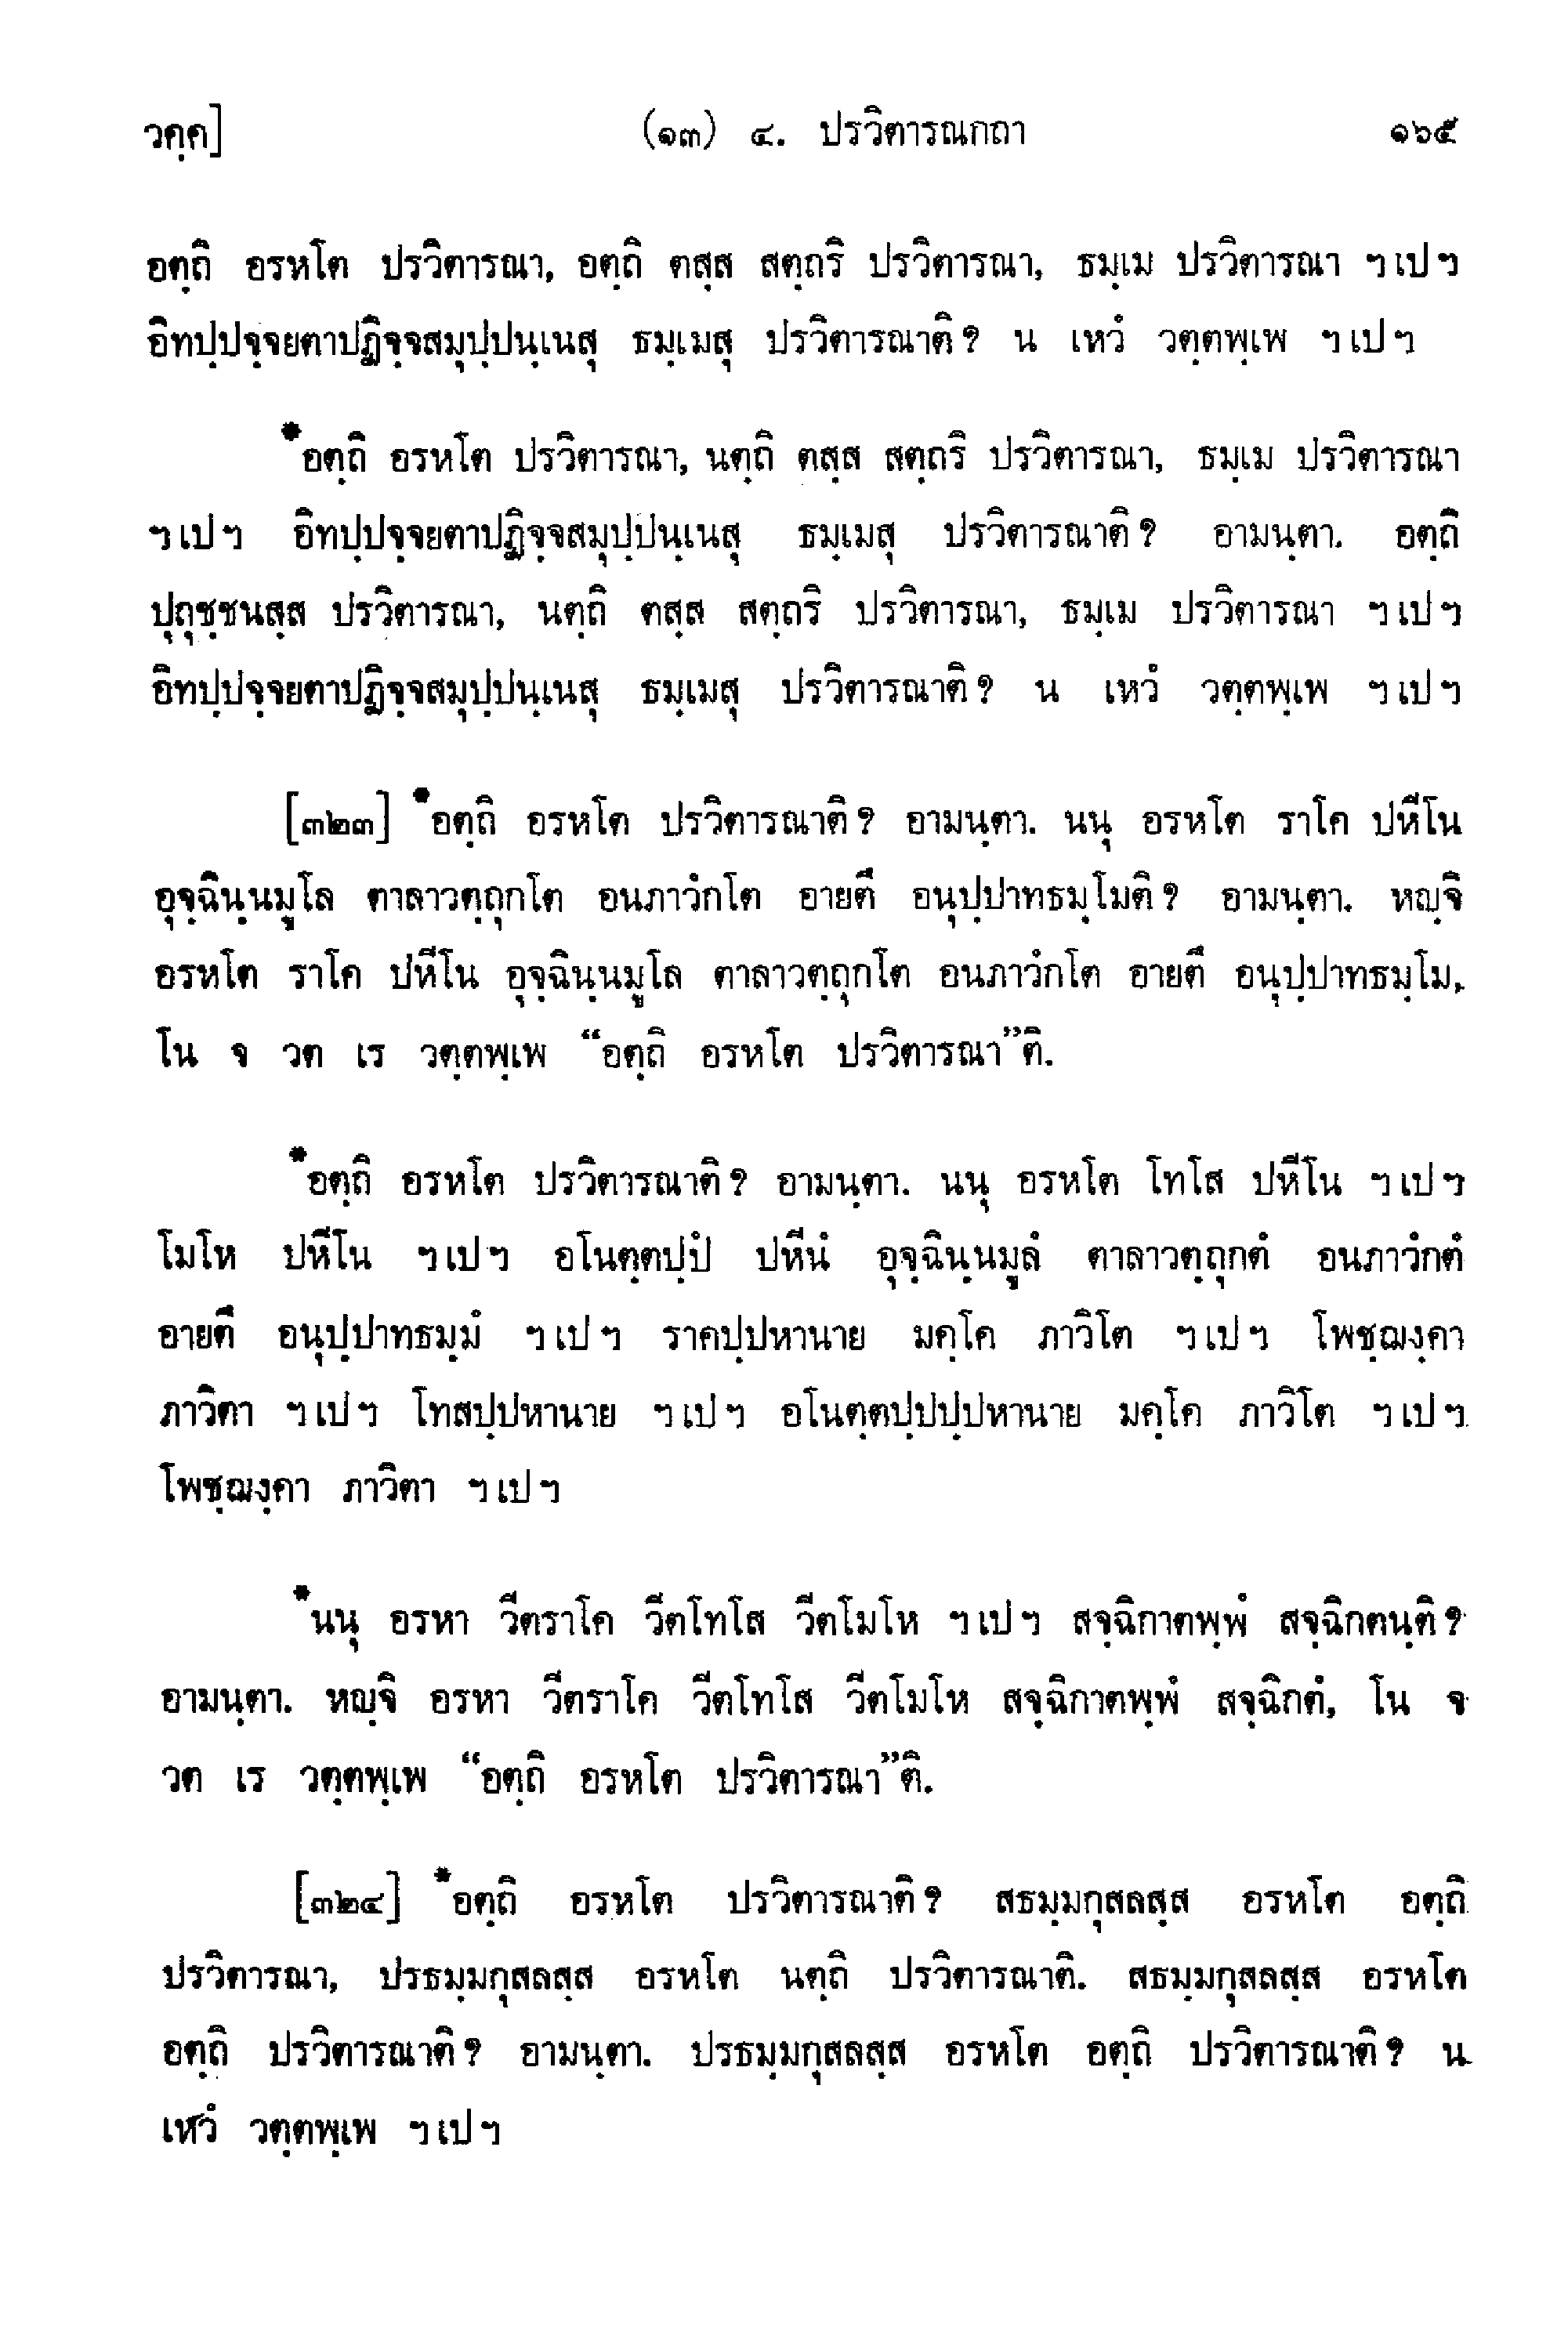 วคฺค]	(๑๓) ๔. ปรวิตารณกถา	๑๖๕
อตฺถิ อรหโต ปรวิตารณา, อตฺถิ ตสฺส สตฺถริ ปรวิตารณา, ธมฺเม ปรวิตารณา ฯเปฯ
อิทปฺปจฺจยตาปฏิจฺจสมุปฺปนฺเนสุ ธมฺเมสุ ปรวิตารณาติ? น เหวํ วตฺตพฺเพ ฯเปฯ
*อตฺถิ อรหโต ปรวิตารณา, นตฺถิ ตสฺส สตฺถริ ปรวิตารณา, ธมฺเม ปรวิตารณา
ฯเปฯ อิทปฺปจฺจยตาปฏิจฺจสมุปฺปนฺเนสุ ธมฺเมสุ ปรวิตารณาติ? อามนฺตา. อตฺถิ
ปุถุชฺชนสฺส ปรวิตารณา, นตฺถิ ตสฺส สตฺถริ ปรวิตารณา, ธมฺเม ปรวิตารณา ฯเปฯ
อิทปฺปจฺจยตาปฏิจฺจสมุปฺปนฺเนสุ ธมฺเมสุ ปรวิตารณาติ? น เหวํ วตฺตพฺเพ ฯเปฯ
[๓๒๓] *อตฺถิ อรหโต ปรวิตารณาติ? อามนฺตา. นนุ อรหโต ราโค ปหีโน
อุจฺฉินฺนมูโล ตาลาวตฺถุกโต อนภาวํกโต อายตึ อนุปฺปาทธมฺโมติ? อามนฺตา. หญฺจิ
อรหโต ราโค ปหีโน อุจฺฉินฺนมูโล ตาลาวตฺถุกโต อนภาวํกโต อายตึ อนุปฺปาทธมฺโม,
โน จ วต เร วตฺตพฺเพ “อตฺถิ อรหโต ปรวิตารณา”ติ.
*อตฺถิ อรหโต ปรวิตารณาติ? อามนฺตา. นนุ อรหโต โทโส ปหีโน ฯเปฯ
โมโห ปหีโน ฯเปฯ อโนตฺตปฺปํ ปหีนํ อุจฺฉินฺนมูลํ ตาลาวตฺถุกตํ อนภาวํกตํ
อายตึ อนุปฺปาทธมฺมํ ฯเปฯ ราคปฺปหานาย มคฺโค ภาวิโต ฯเปฯ โพชฺฌงฺคา
ภาวิตา ฯเปฯ โทสปฺปหานาย ฯเปฯ อโนตฺตปฺปปฺปหานาย มคฺโค ภาวิโต ฯเปฯ
โพชฺฌงฺคา ภาวิตา ฯเปฯ
*นนุ อรหา วีตราโค วีตโทโส วีตโมโห ฯเปฯ สจฺฉิกาตพฺพํ สจฺฉิกตนฺติ?
อามนฺตา. หญฺจิ อรหา วีตราโค วีตโทโส วีตโมโห สจฺฉิกาตพฺพํ สจฺฉิกตํ, โน จ
วต เร วตฺตพฺเพ “อตฺถิ อรหโต ปรวิตารณา”ติ.
[๓๒๔] *อตฺถิ อรหโต ปรวิตารณาติ? สธมฺมกุสลสฺส อรหโต อตฺถิ
ปรวิตารณา, ปรธมฺมกุสลสฺส อรหโต นตฺถิ ปรวิตารณาติ. สธมฺมกุสลสฺส อรหโต
อตฺถิ ปรวิตารณาติ? อามนฺตา. ปรธมฺมกุสลสฺส อรหโต อตฺถิ ปรวิตารณาติ? น
เหวํ วตฺตพฺเพ ฯเปฯ